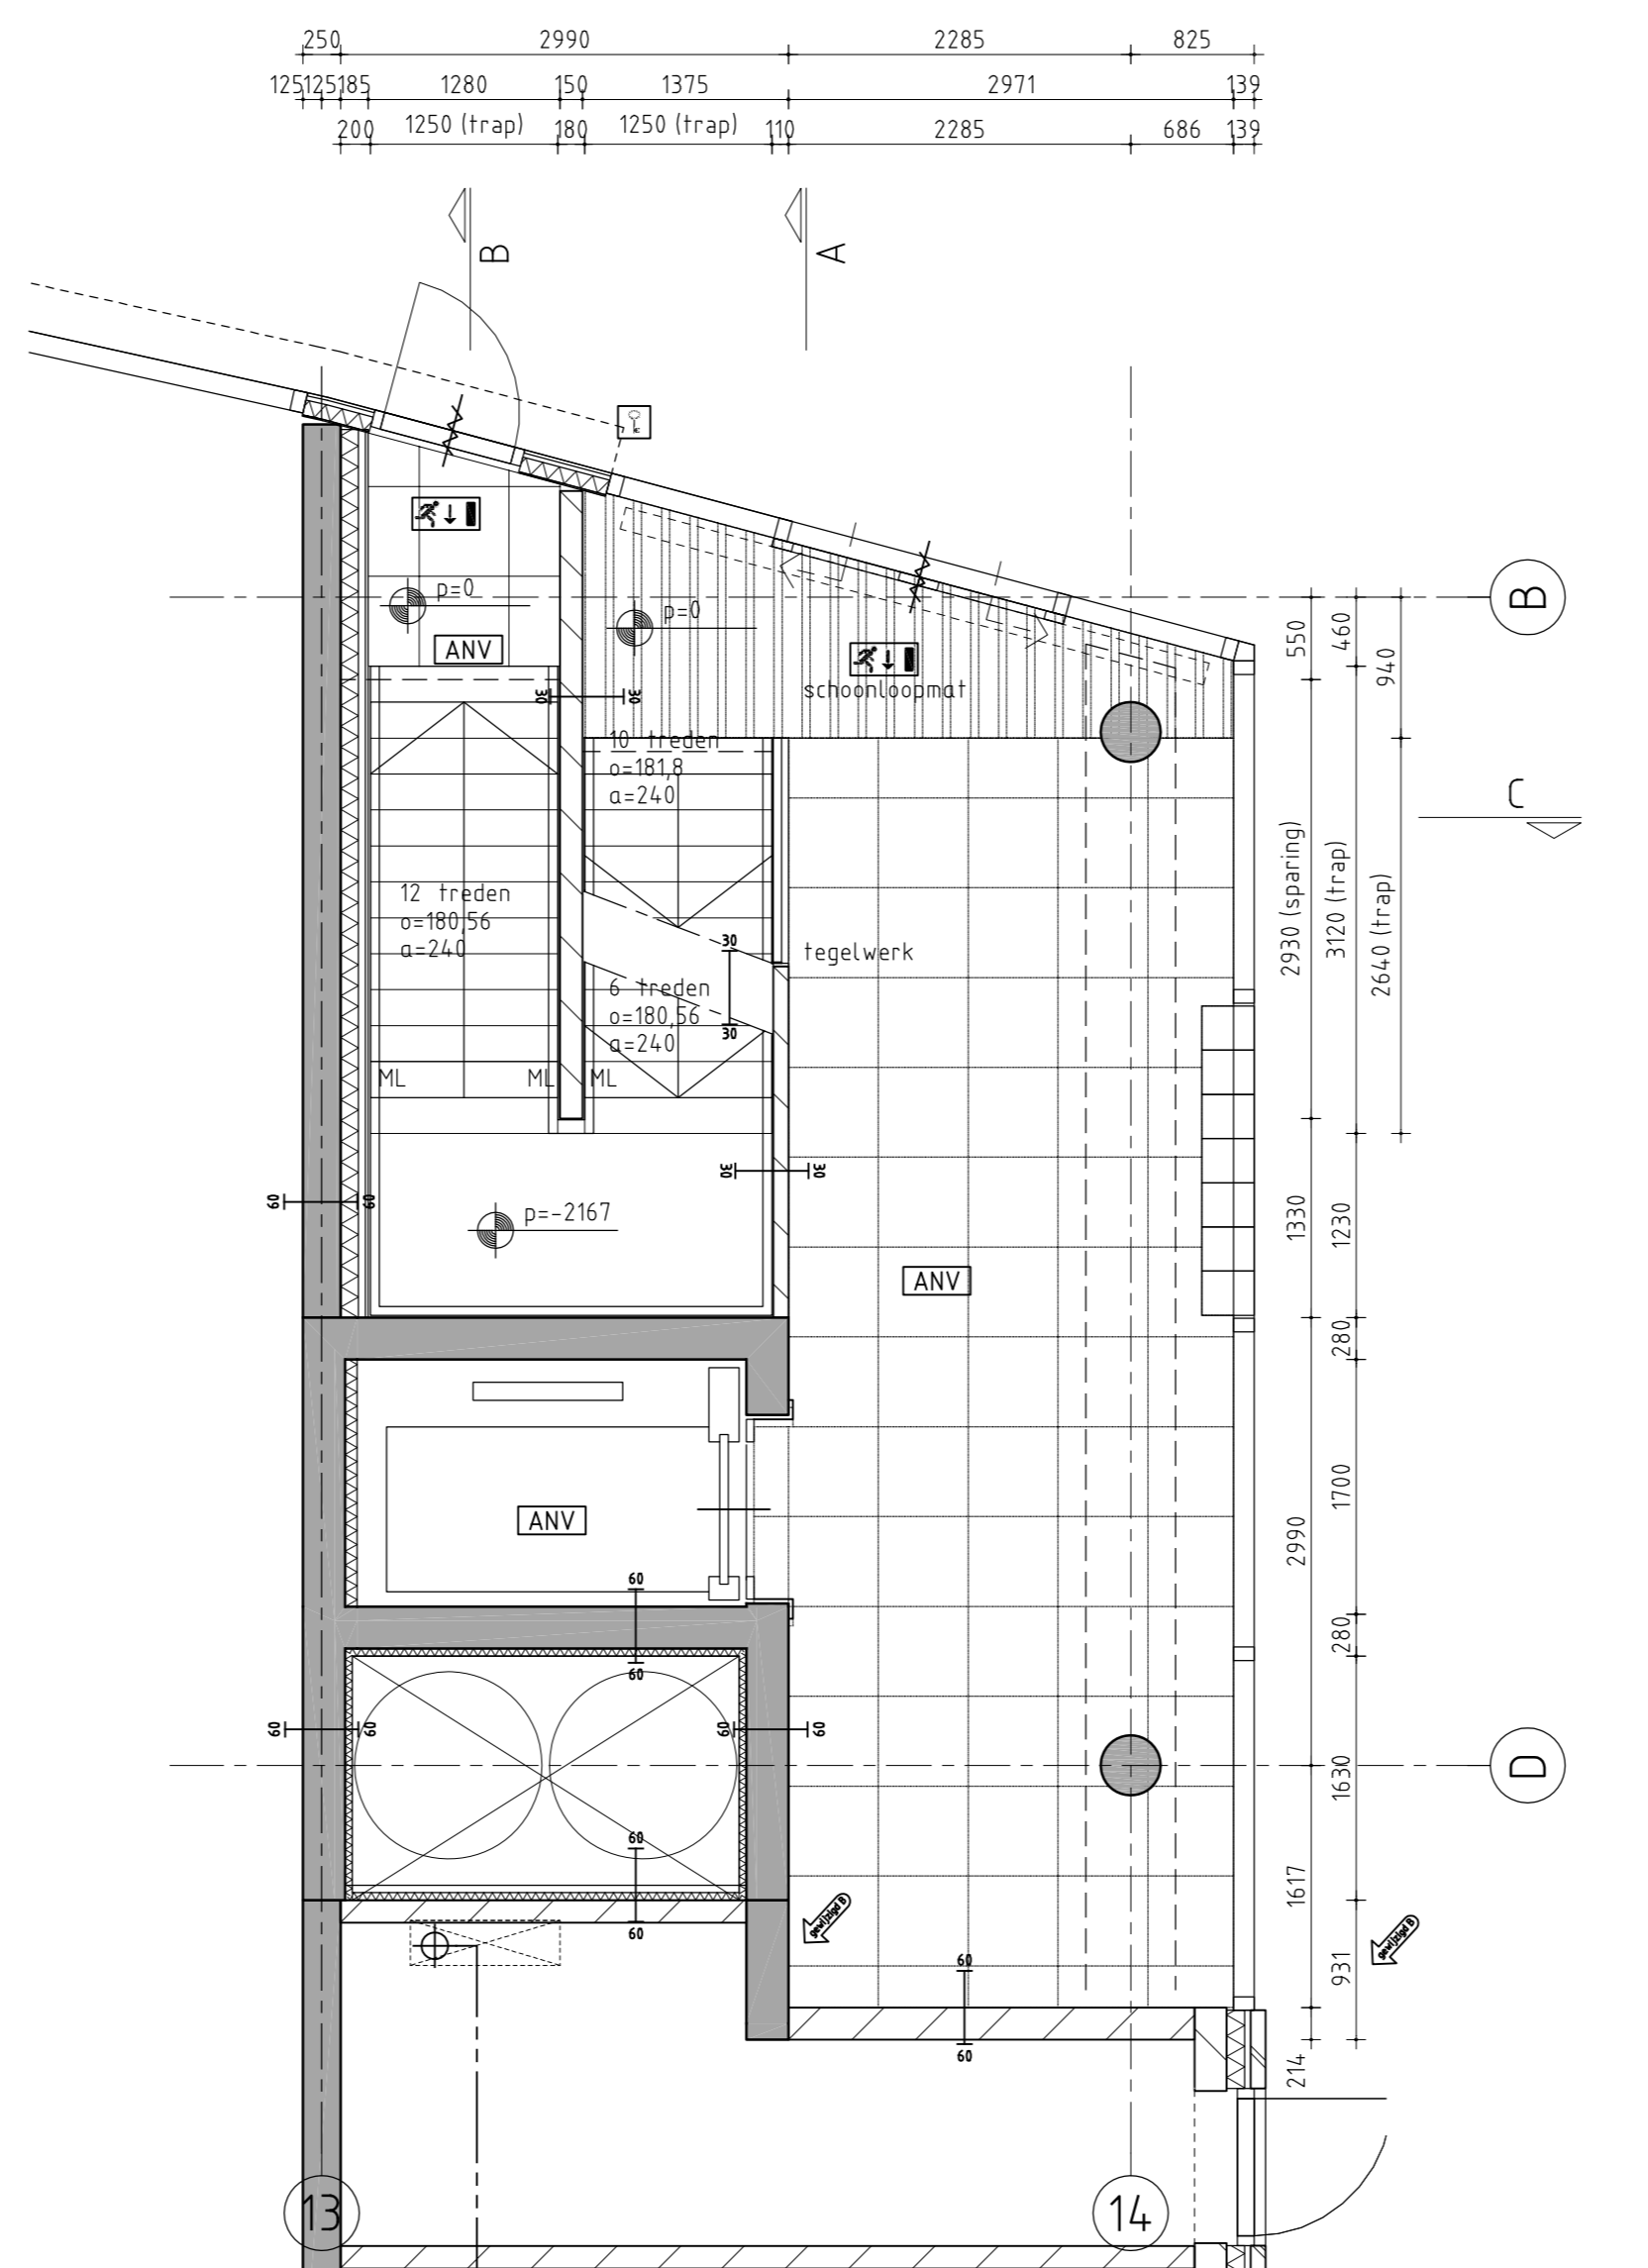 250 2990 2285 825
125 125 185 1280 150 1375 2971 139
200 1250 (trap) 180 1250 (trap) 110 2285 686 139
B
A
p=0
ANV
p=0
schoonloopmat
B
550
460
940
30 30
10 treden
o=181,8
a=240
C
12 treden
o=180,56
a=240
30
tegelwerk
6 treden
o=180,56
a=240
30
ML ML ML
2930 (sparing)
3120 (trap)
2640 (trap)
30 30
60 60
p=-2167
ANV
1330
1230
280
ANV
1700
2990
60
60
280
60 60
60 60
D
1630
60
60
gewijzigd B
1617
gewijzigd B
931
60
60
214
13
14